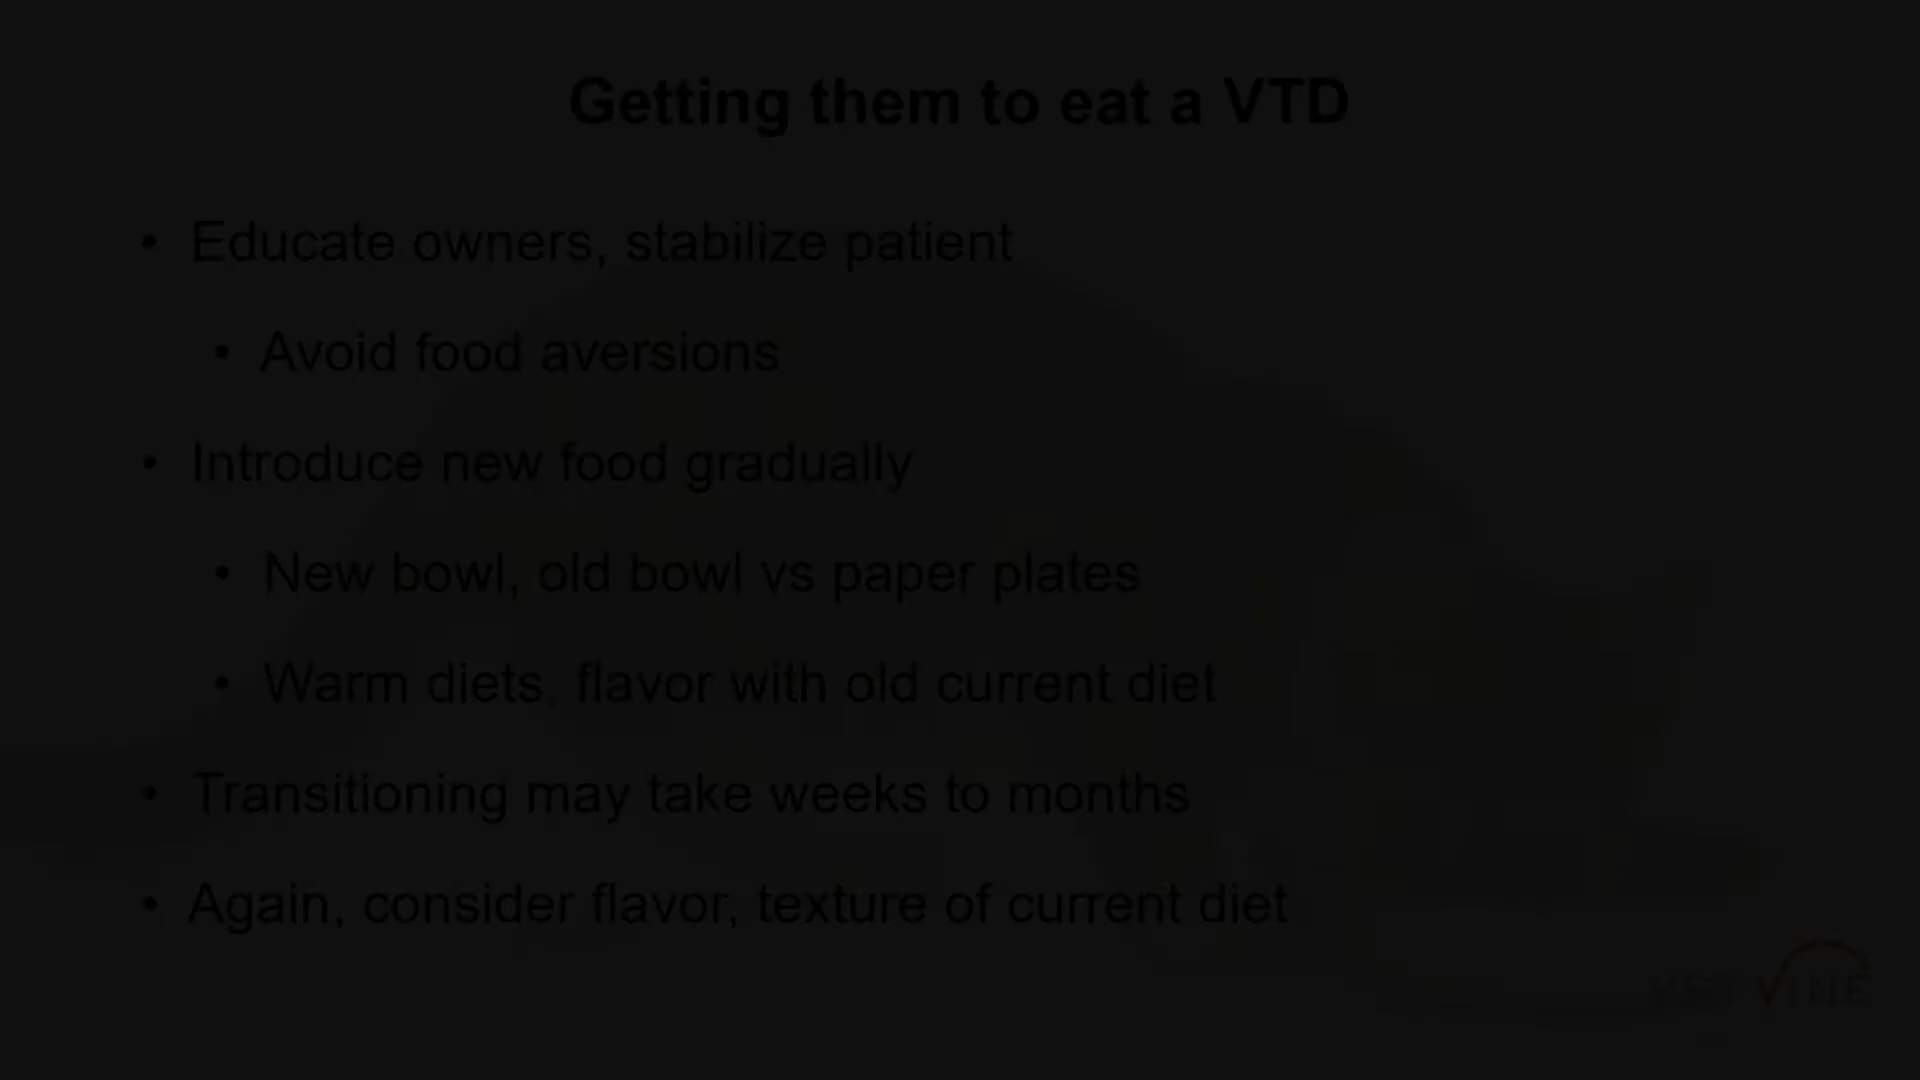 Getting them to eat a VTD
• Educate owners, stabilize patient
• Avoid food aversions
• Introduce new food gradually
• New bowl, old bowl vs paper plates
• Warm diets, flavor with old current diet
• Transitioning may take weeks to months
• Again, consider flavor, texture of current diet
VETVINE